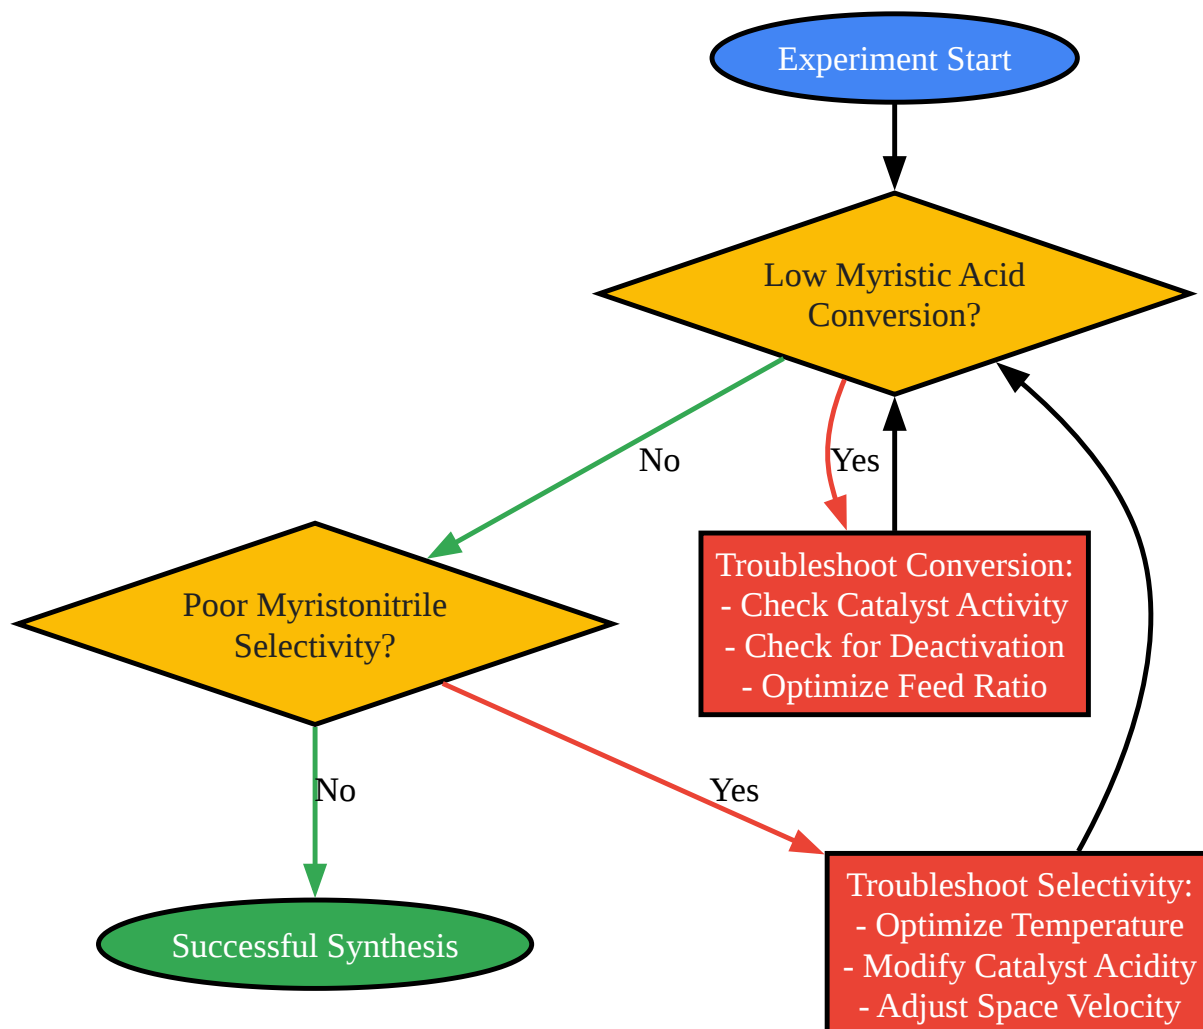 Experiment Start
Low Myristic Acid
Conversion?
No
Yes
Troubleshoot Conversion:
- Check Catalyst Activity
- Check for Deactivation
- Optimize Feed Ratio
Poor Myristonitrile
Selectivity?
No
Yes
Troubleshoot Selectivity:
- Optimize Temperature
- Modify Catalyst Acidity
- Adjust Space Velocity
Successful Synthesis